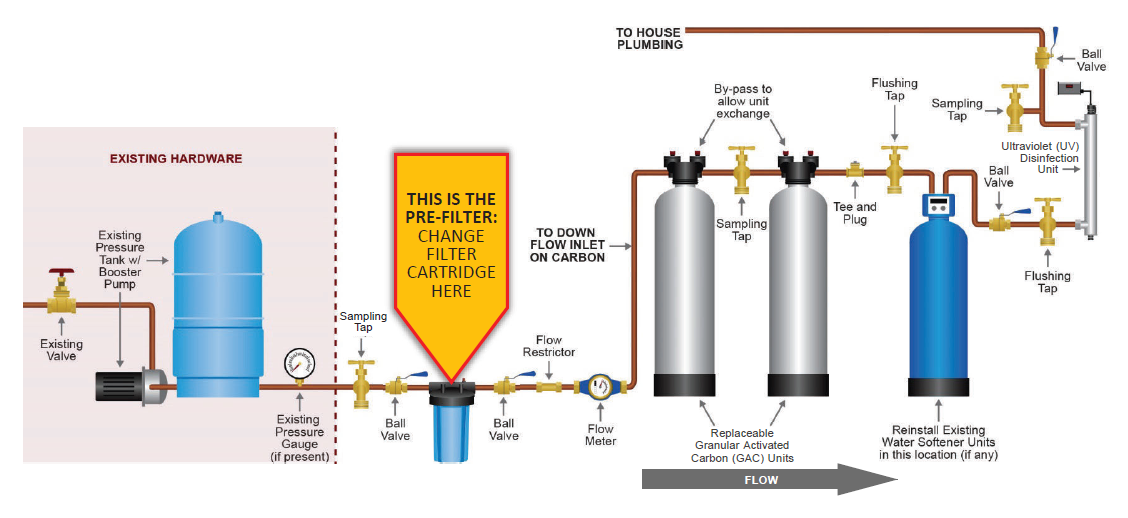 TO HOUSE
PLUMBING
Ball
Valve
Flushing
Tap
Sampling
Tap
By-pass to
allow unit
exchange
EXISTING HARDWARE
Ultraviolet (UV)
Disinfection
Unit
Ball
Valve
THIS IS THE
PRE-FILTER:
CHANGE
FILTER
CARTRIDGE
HERE
Tee and
Plug
Sampling
Tap
TO DOWN
FLOW INLET
ON CARBON
Existing
Pressure
Tank w/
Booster
Pump
Flushing
Tap
Sampling
Tap
Existing
Valve
Flow
Restrictor
Existing
Pressure
Gauge
(if present)
Ball
Valve
Ball
Valve
Flow
Meter
Replaceable
Granular Activated
Carbon (GAC) Units
Reinstall Existing
Water Softener Units
in this location (if any)
FLOW